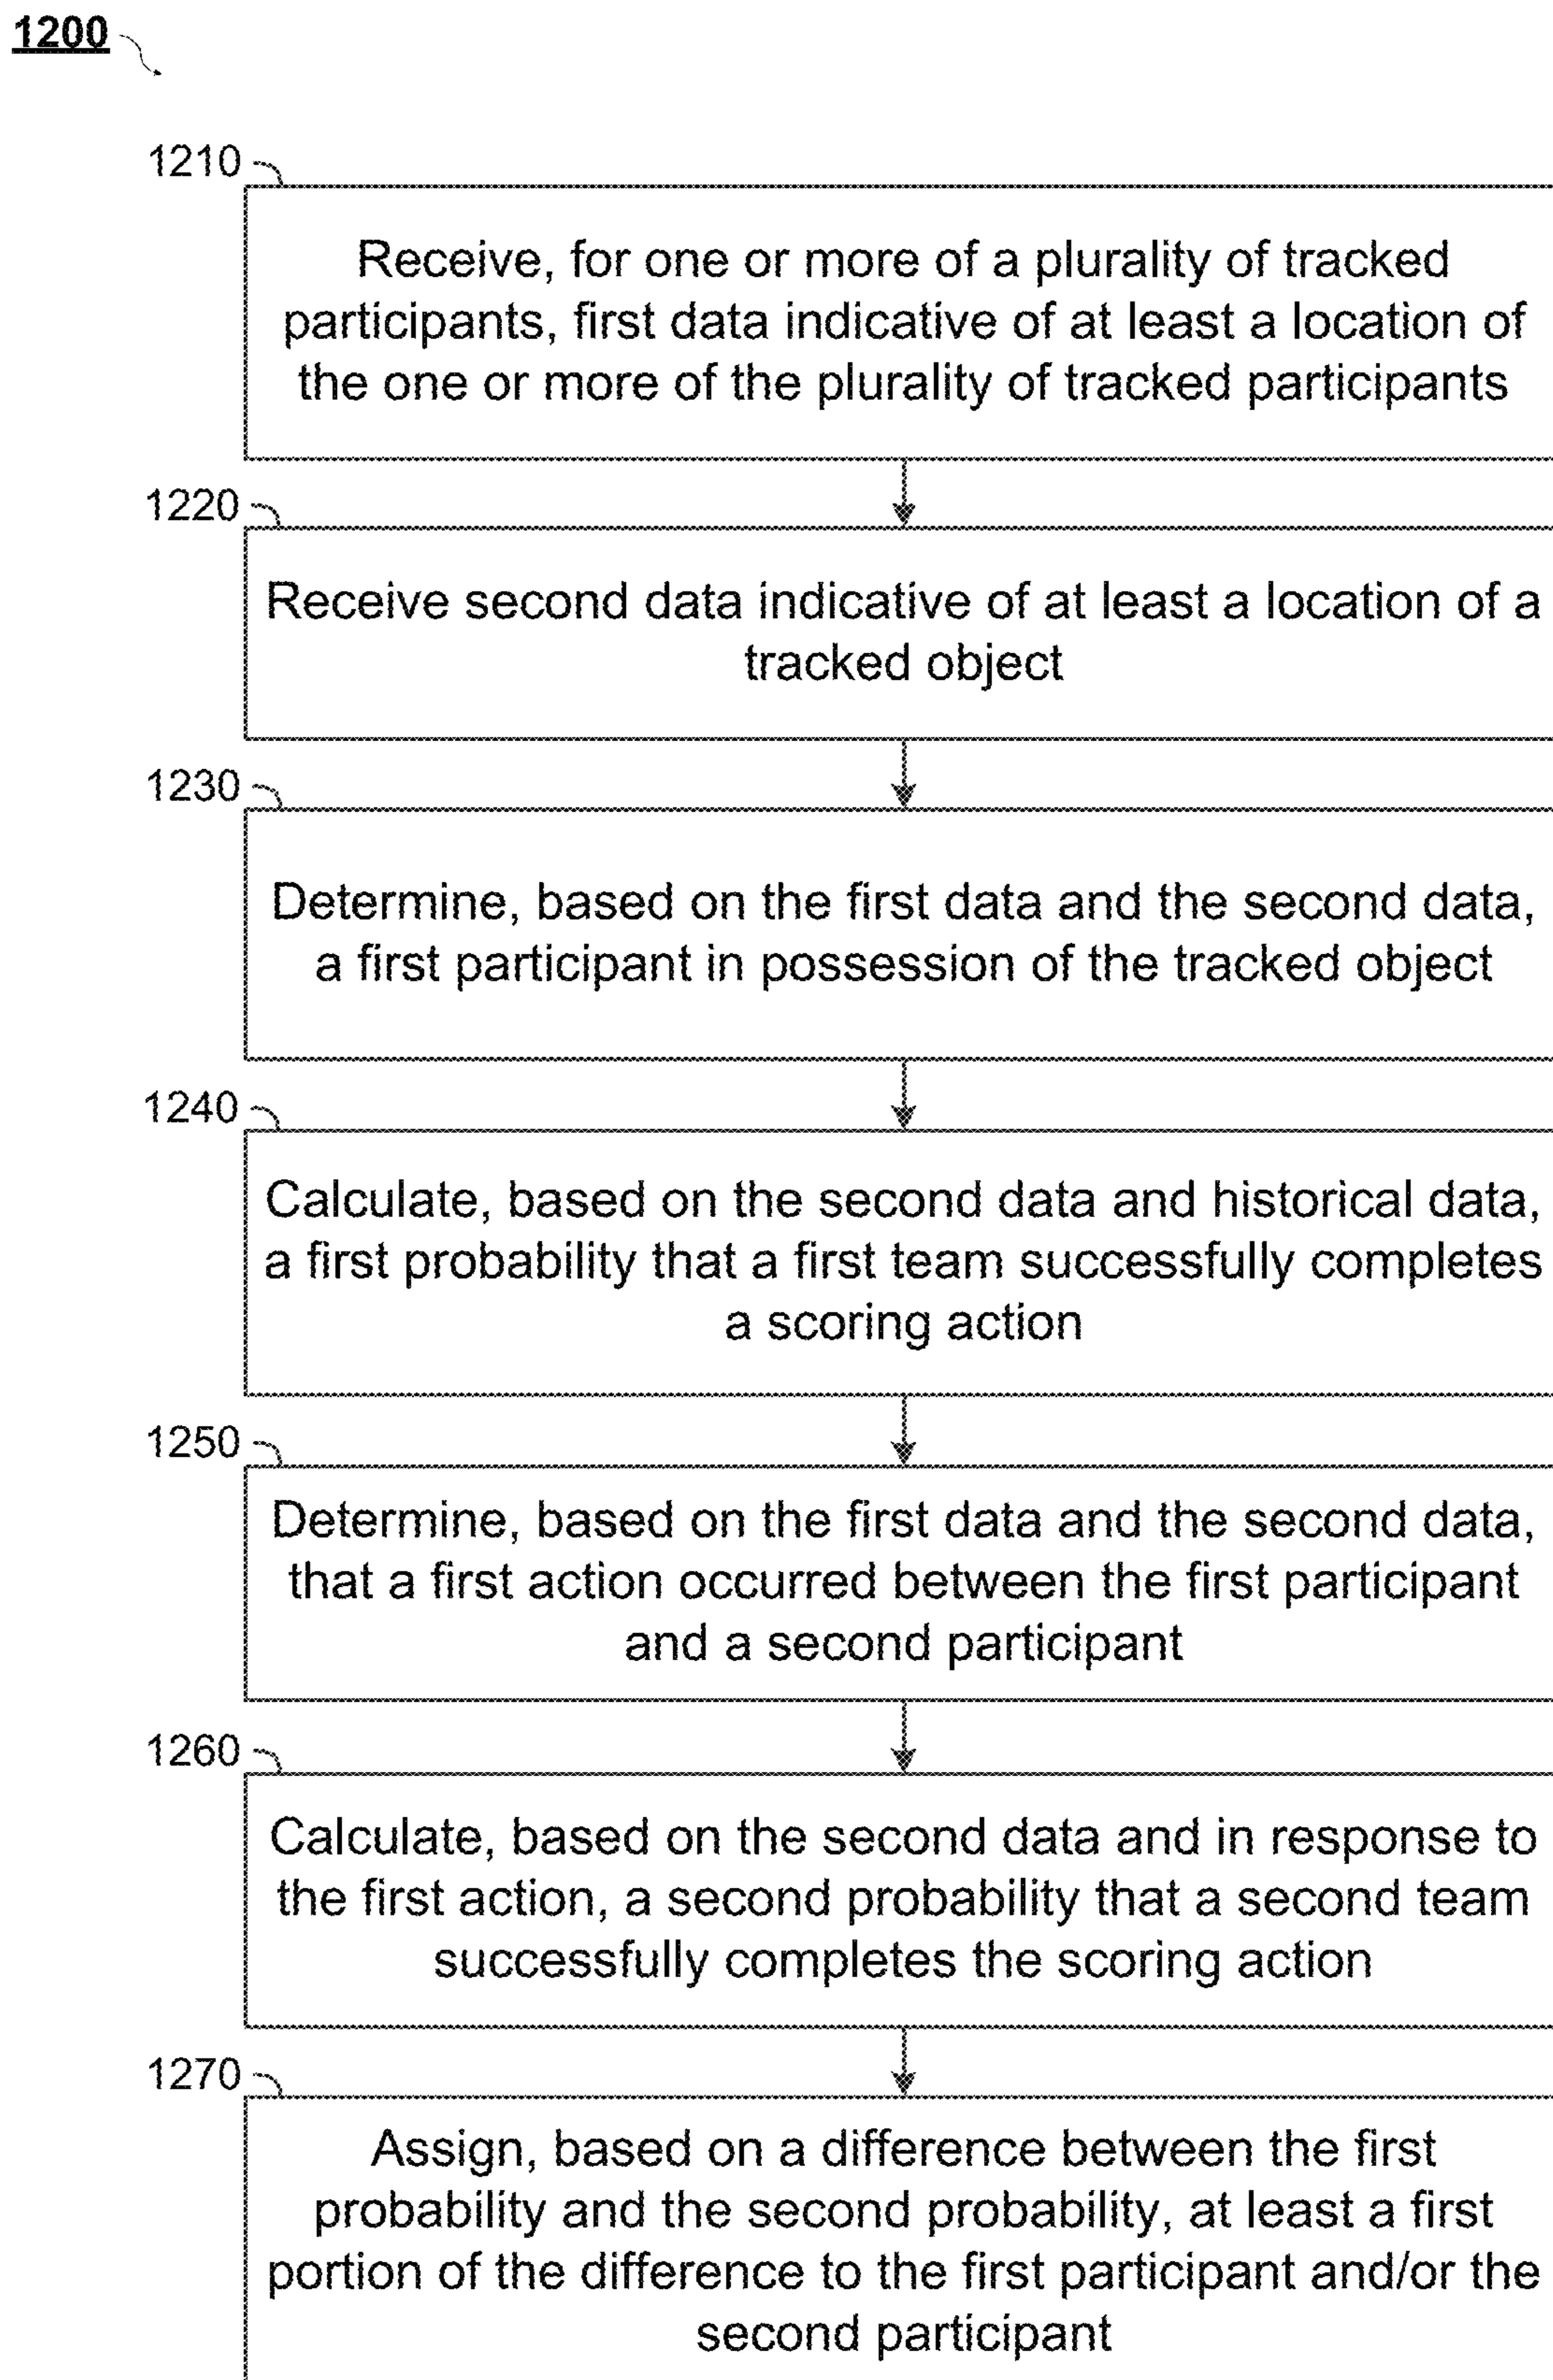 1200
1210
Receive, for one or more of a plurality of tracked
participants, first data indicative of at least a location of
the one or more of the plurality of tracked participants
1220
Receive second data indicative of at least a location of a
tracked object
1230
Determine, based on the first data and the second data,
a first participant in possession of the tracked object
1240
Calculate, based on the second data and historical data,
a first probability that a first team successfully completes
a scoring action
1250
Determine, based on the first data and the second data,
that a first action occurred between the first participant
and a second participant
1260
Calculate, based on the second data and in response to
the first action, a second probability that a second team
successfully completes the scoring action
1270
Assign, based on a difference between the first
probability and the second probability, at least a first
portion of the difference to the first participant and/or the
second participant